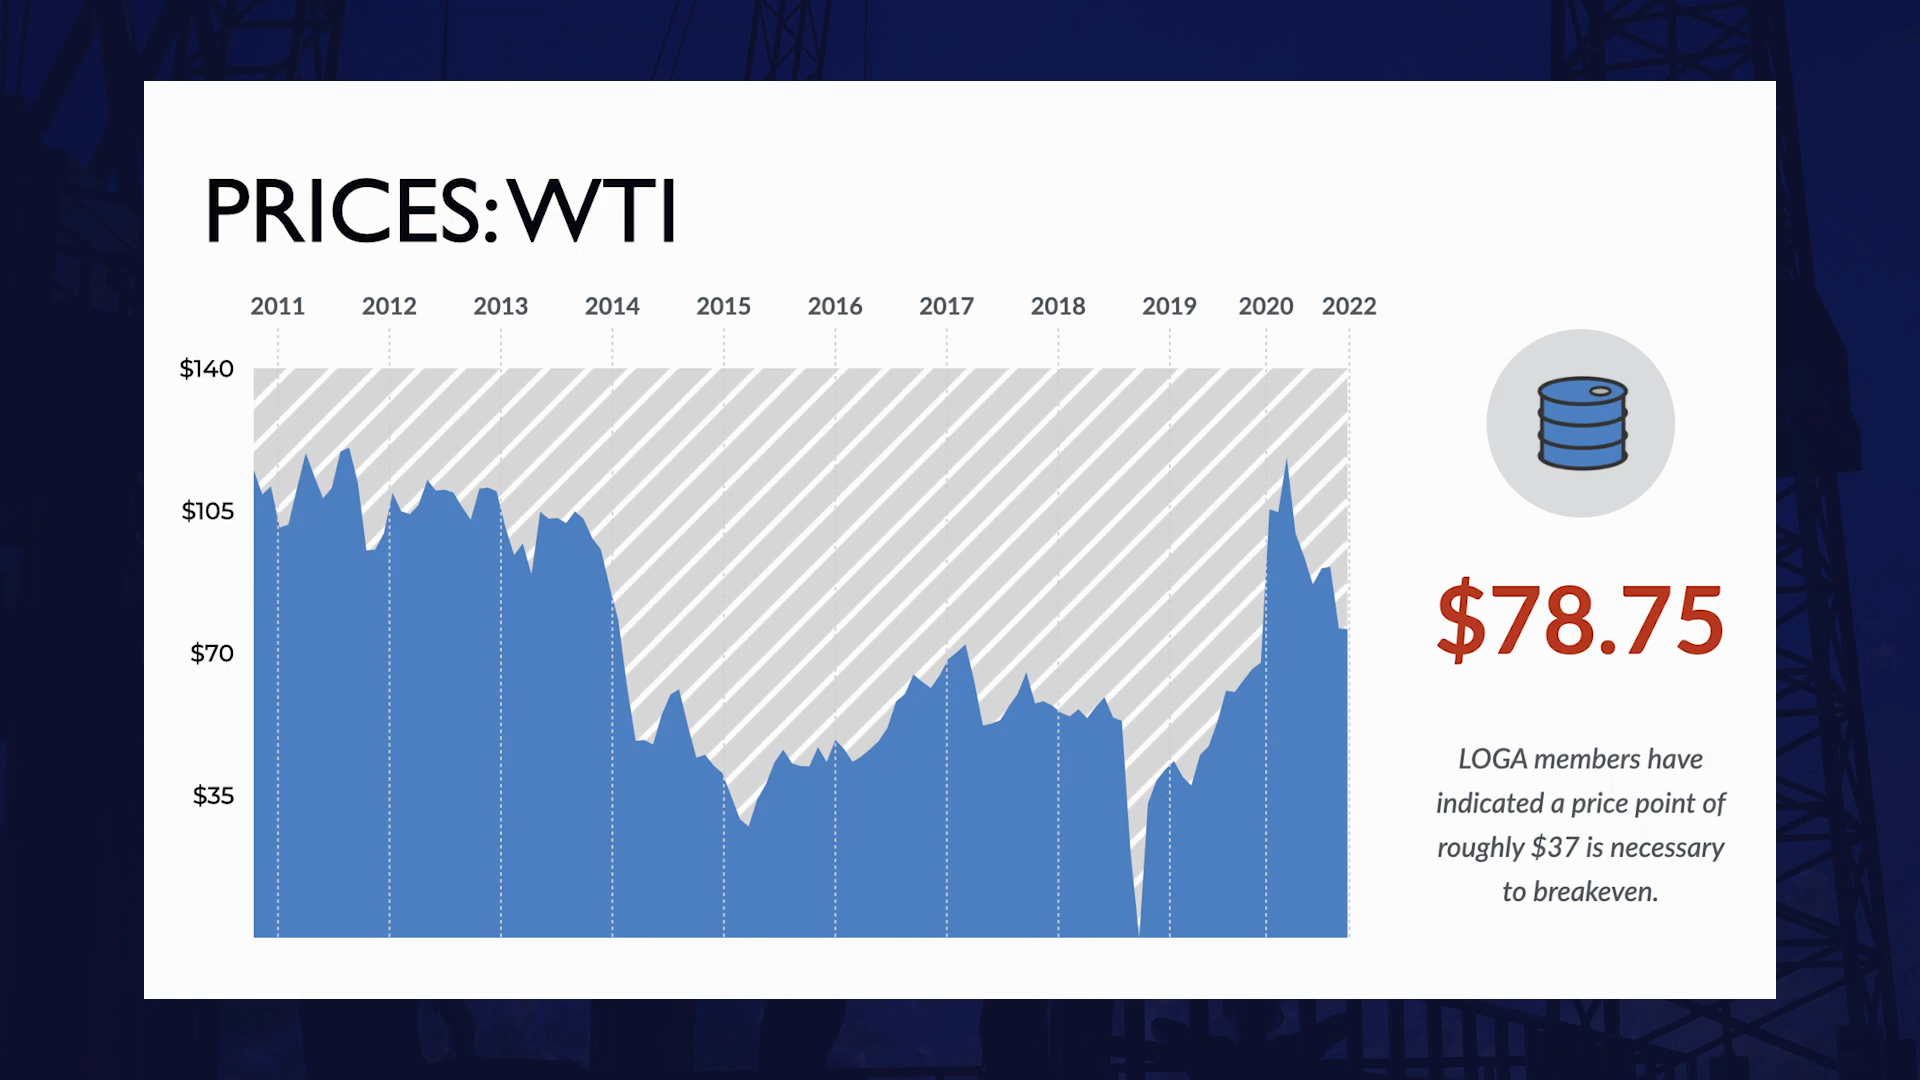 PRICES: WTI
2011 2012 2013 2014 2015 2016 2017 2018 2019 2020 2022
$140
$105
$70
$35
$78.75
LOGA members have
indicated a price point of
roughly $37 is necessary
to breakeven.